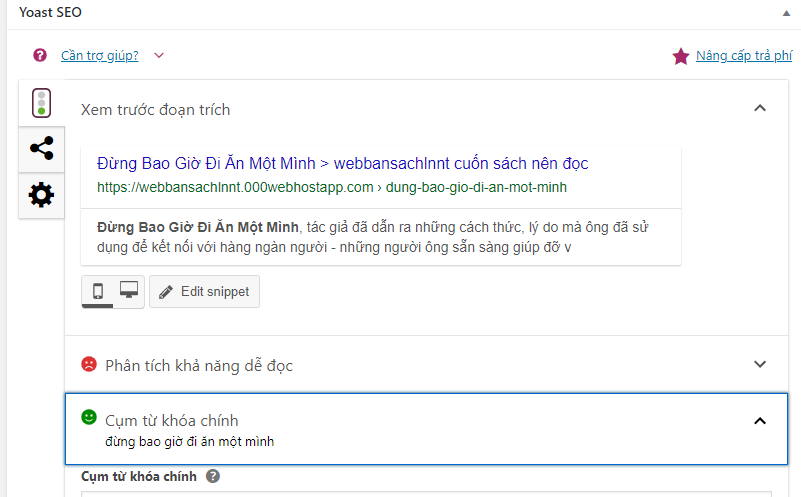 Yoast SEO
Cần trợ giúp?
Nâng cấp trả phí
Xem trước đoạn trích
Đừng Bao Giờ Đi Ăn Một Mình > webbansachlnnt cuốn sách nên đọc
https://webbansachlnnt.000webhostapp.com › dung-bao-gio-di-an-mot-minh
Đừng Bao Giờ Đi Ăn Một Mình, tác giả đã dẫn ra những cách thức, lý do mà ông đã sử
dụng để kết nối với hàng ngàn người - những người ông sẵn sàng giúp đỡ v
Edit snippet
Phân tích khả năng dễ đọc
Cụm từ khóa chính
đừng bao giờ đi ăn một mình
Cụm từ khóa chính